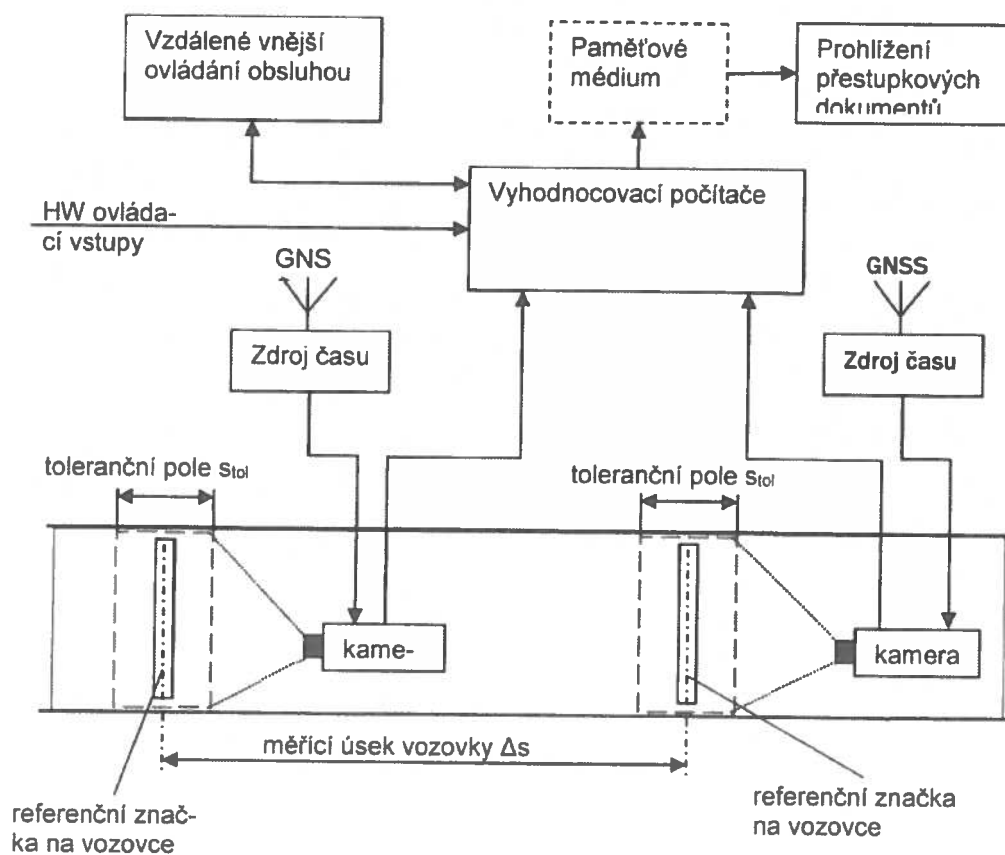 Vzdálené vnější
ovládání obsluhou
Paměťové
médium
Prohlížení
přestupkových
dokumentů
Vyhodnocovací počítače
HW ovláda-
cí vstupy
GNS
GNSS
Zdroj času
Zdroj času
toleranční pole stol
toleranční pole stol
kame-
kamera
měřící úsek vozovky Δs
referenční znač-
ka na vozovce
referenční značka
na vozovce